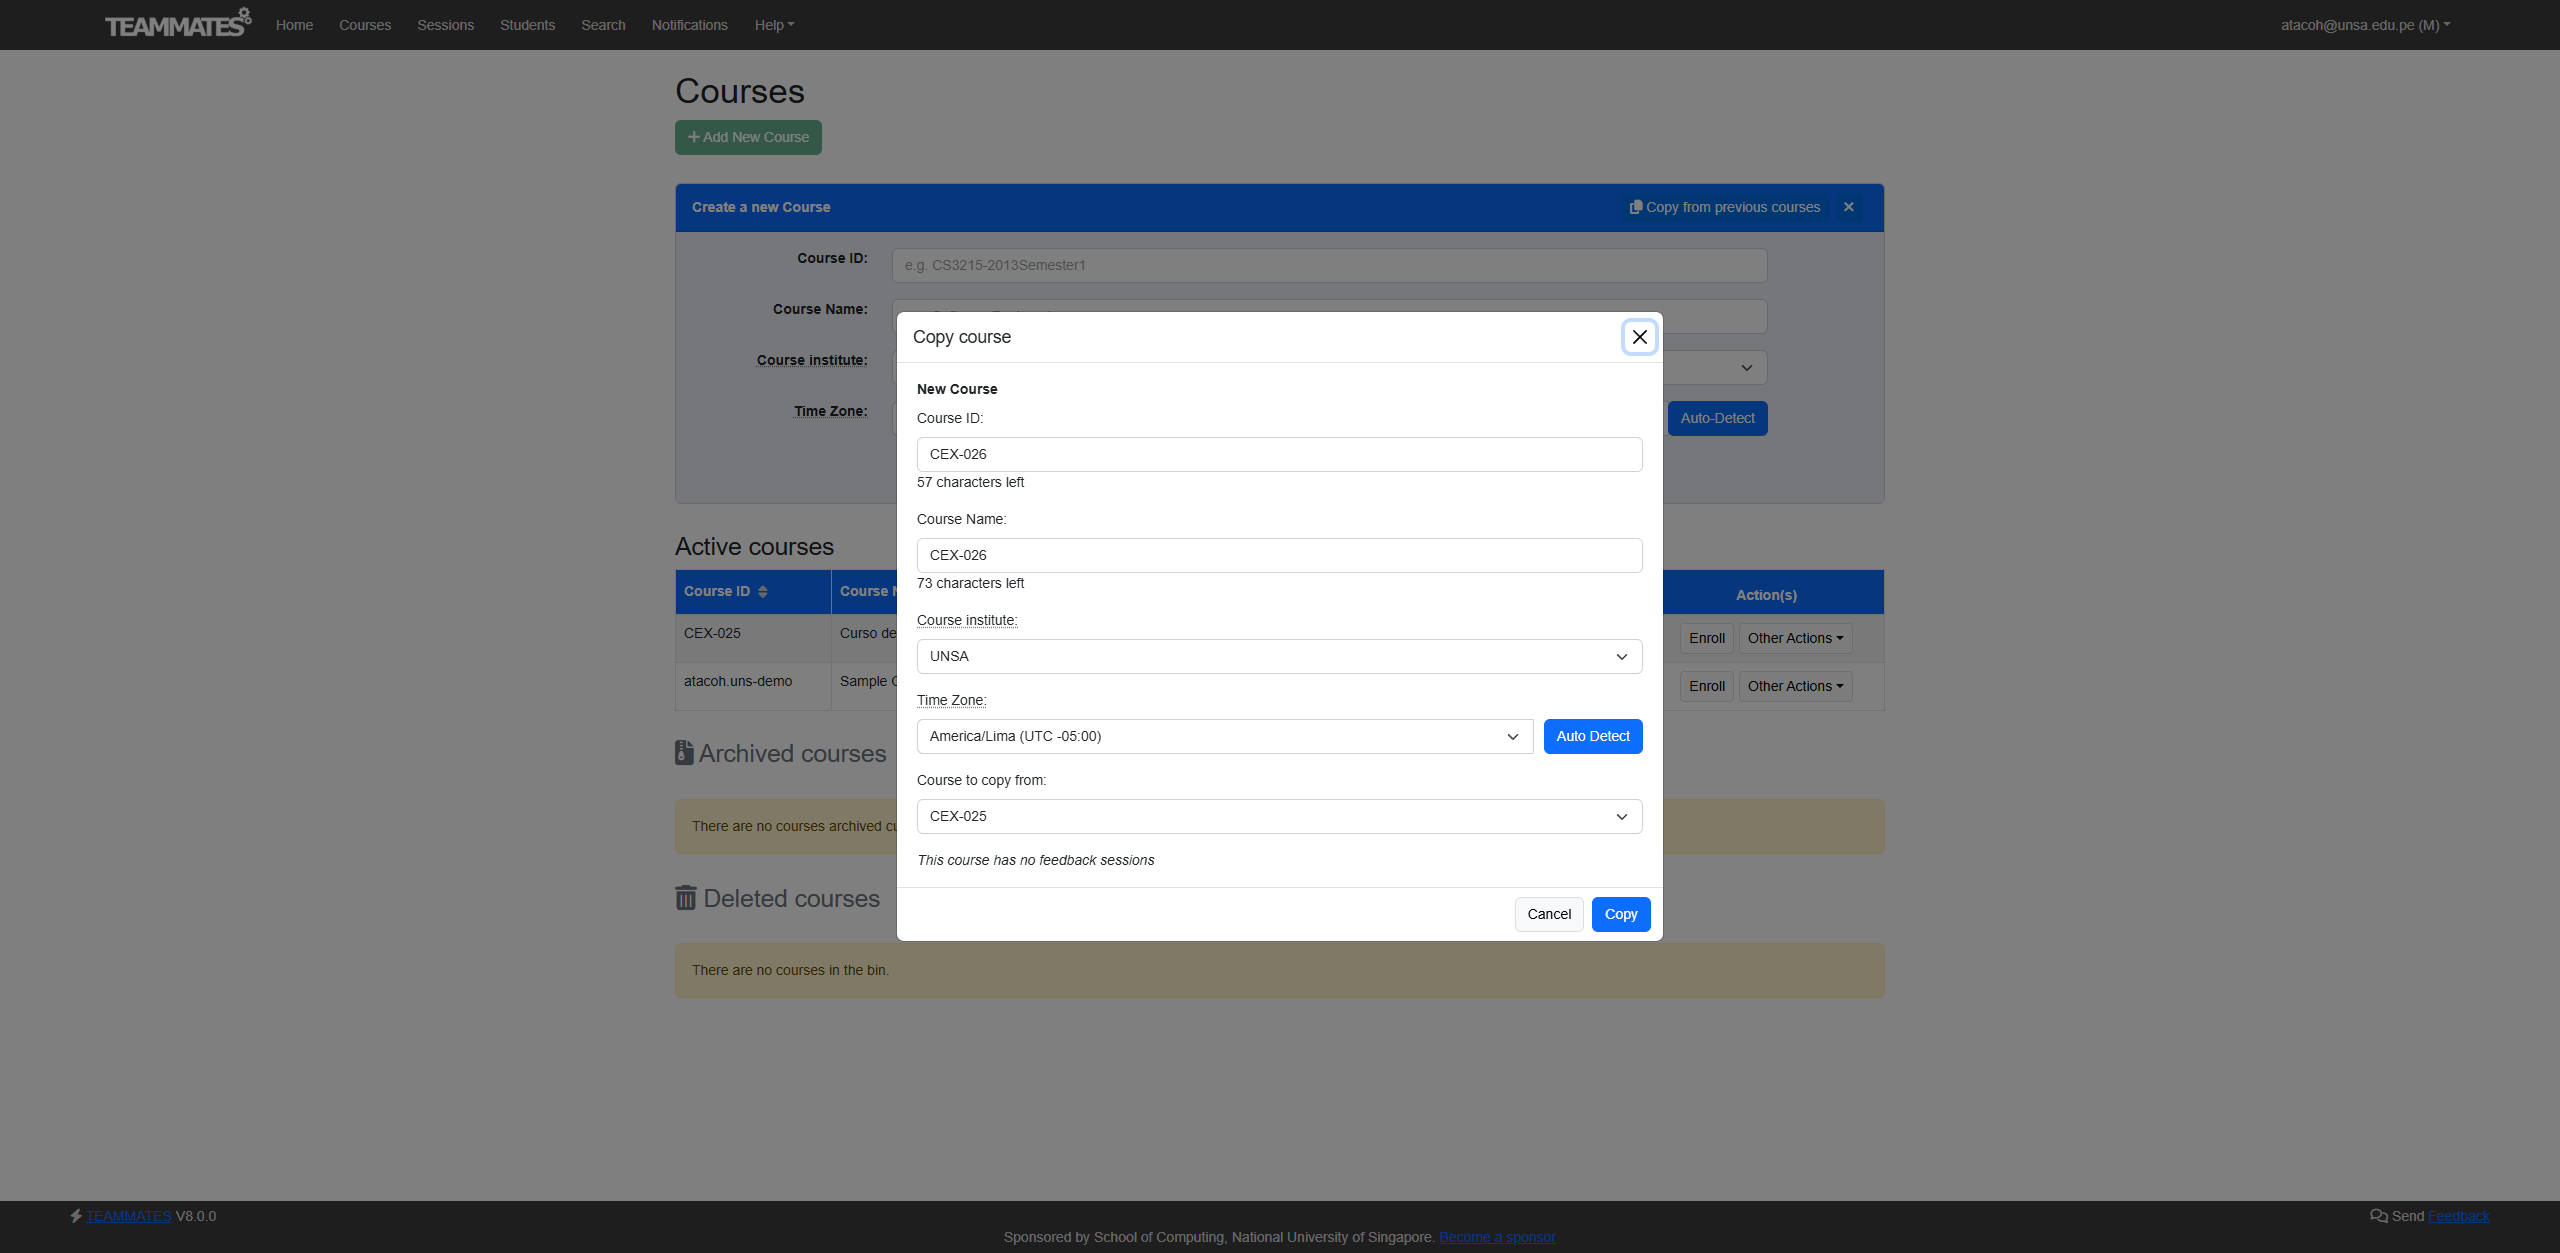 TEAMMATES Home Courses Sessions Students Search Notifications Help atacoh@unsa.edu.pe (M)
Courses
+ Add New Course
Create a new Course Copy from previous courses ×
Course ID: e.g. CS3215-2013Semester1
Course Name:
Course institute:
Time Zone: Auto-Detect
Copy course
New Course
Course ID:
CEX-026
57 characters left
Course Name:
CEX-026
73 characters left
Course institute:
UNSA
Time Zone:
America/Lima (UTC -05:00) Auto Detect
Course to copy from:
CEX-025
This course has no feedback sessions
Cancel Copy
Active courses
Course ID Course Action(s)
CEX-025 Curso de Enroll Other Actions
atacoh.uns-demo Sample Enroll Other Actions
Archived courses
There are no courses archived
Deleted courses
There are no courses in the bin.
TEAMMATES V8.0.0
Send Feedback
Sponsored by School of Computing, National University of Singapore. Become a sponsor